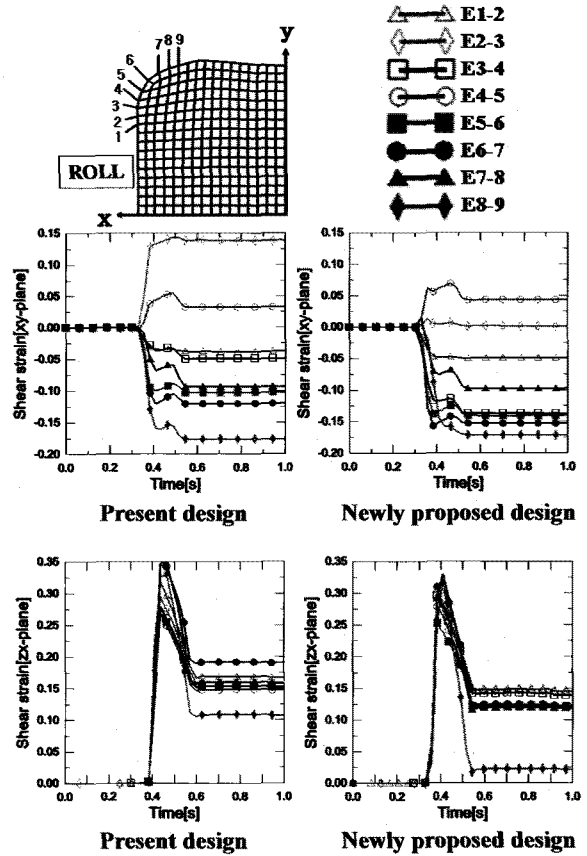 7 8 9
6
5
4
3
2
1
y
ROLL
x
E1-2
E2-3
E3-4
E4-5
E5-6
E6-7
E7-8
E8-9
Shear strain[xy-plane]
0.15
0.10
0.05
0.00
-0.05
-0.10
-0.15
-0.20
0.0 0.2 0.4 0.6 0.8 1.0
Time[s]
Present design
Shear strain[xy-plane]
0.15
0.10
0.05
0.00
-0.05
-0.10
-0.15
-0.20
0.0 0.2 0.4 0.6 0.8 1.0
Time[s]
Newly proposed design
Shear strain[zx-plane]
0.35
0.30
0.25
0.20
0.15
0.10
0.05
0.00
0.0 0.2 0.4 0.6 0.8 1.0
Time[s]
Present design
Shear strain[zx-plane]
0.35
0.30
0.25
0.20
0.15
0.10
0.05
0.00
0.0 0.2 0.4 0.6 0.8 1.0
Time[s]
Newly proposed design